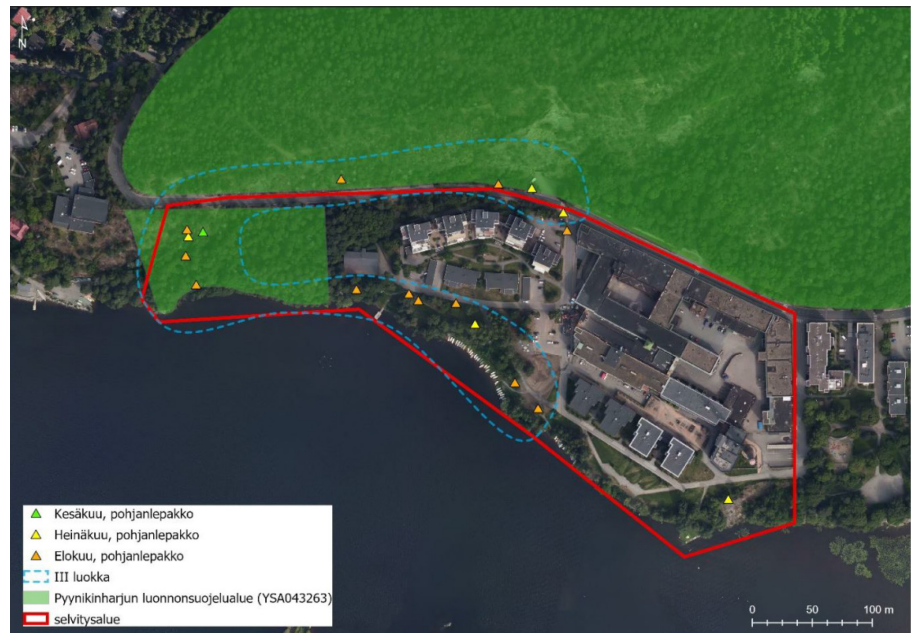 N
Kesäkuu, pohjanlepakko
Heinäkuu, pohjanlepakko
Elokuu, pohjanlepakko
III luokka
Pyynikinharjun luonnonsuojelualue (YSA043263)
selvitysalue
0 50 100 m